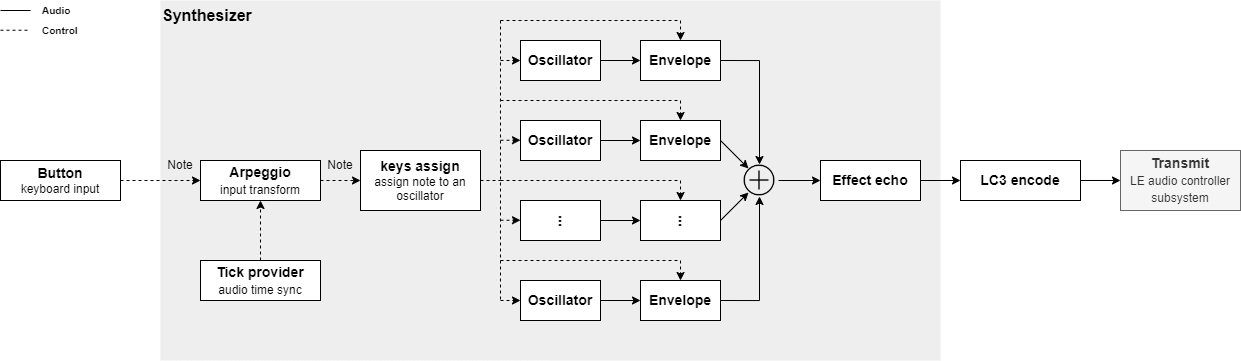 Audio
Control
Synthesizer
Button
keyboard input
Note
Arpeggio
input transform
Note
Tick provider
audio time sync
keys assign
assign note to an
oscillator
Oscillator
Envelope
Oscillator
Envelope
⋮
⋮
Oscillator
Envelope
Effect echo
LC3 encode
Transmit
LE audio controller
subsystem